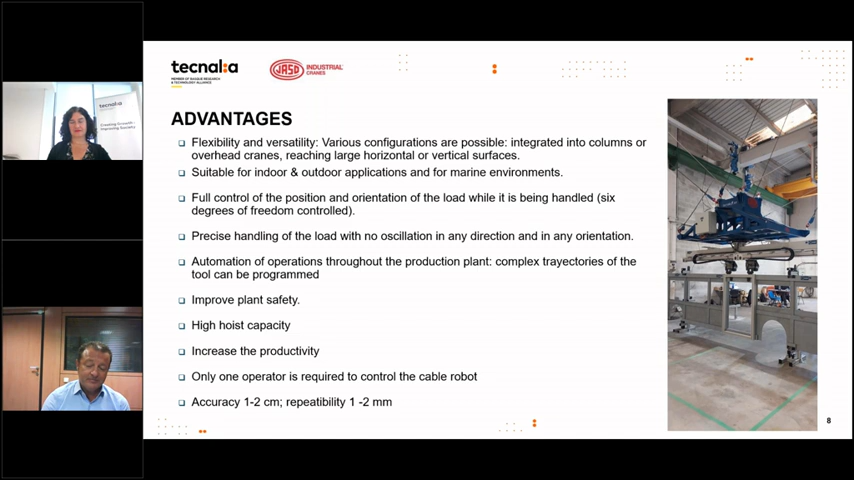 tecnalia
MEMBER OF BASQUE RESEARCH
& TECHNOLOGY ALLIANCE
JASO INDUSTRIAL
CRANES
tecnalia
Creating Growth,
Improving Society
ADVANTAGES
Flexibility and versatility: Various configurations are possible: integrated into columns or
overhead cranes, reaching large horizontal or vertical surfaces.
Suitable for indoor & outdoor applications and for marine environments.
Full control of the position and orientation of the load while it is being handled (six
degrees of freedom controlled).
Precise handling of the load with no oscillation in any direction and in any orientation.
Automation of operations throughout the production plant: complex trayectories of the
tool can be programmed
Improve plant safety.
High hoist capacity
Increase the productivity
Only one operator is required to control the cable robot
Accuracy 1-2 cm; repeatibility 1 -2 mm
8